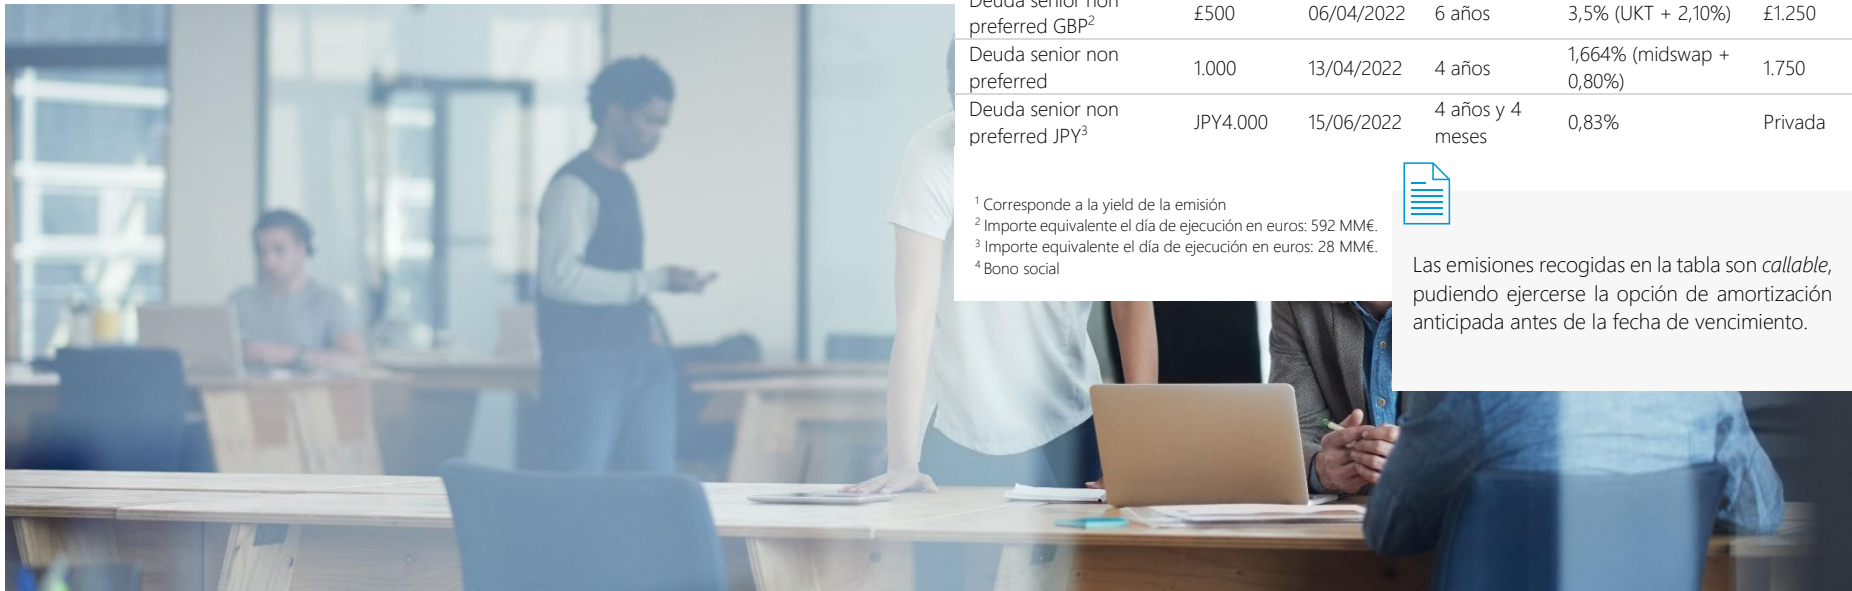 Deuda senior non
preferred GBP² £500 06/04/2022 6 años 3,5% (UKT + 2,10%) £1.250
Deuda senior non
preferred 1.000 13/04/2022 4 años 1,664% (midswap +
0,80%) 1.750
Deuda senior non
preferred JPY³ JPY4.000 15/06/2022 4 años y 4
meses 0,83% Privada
¹ Corresponde a la yield de la emisión
² Importe equivalente el día de ejecución en euros: 592 MM€.
³ Importe equivalente el día de ejecución en euros: 28 MM€.
⁴ Bono social
Las emisiones recogidas en la tabla son callable,
pudiendo ejercerse la opción de amortización
anticipada antes de la fecha de vencimiento.